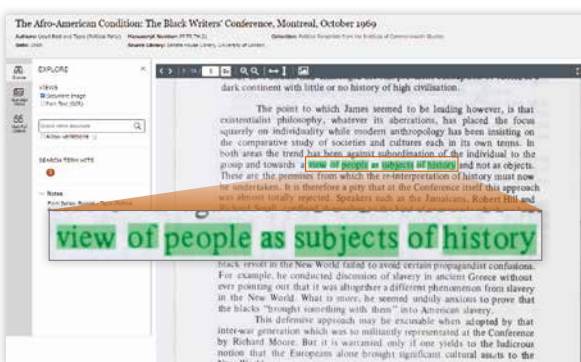 The Afro-American Condition: The Black Writers' Conference, Montreal, October 1969
EXPLORE
VIEWS
Document Image
SEARCH TERM HITS
Notes
dark continent with little or no history of high civilisation.
The point to which James seemed to be leading however, is that
existentialist philosophy, whatever its aberrations, has placed the focus
squarely on individuality while modern anthropology has been insisting on
the comparative study of societies and cultures each in its own terms. In
both areas the trend has been against subordination of the individual to the
group and towards a view of people as subjects of history and not as objects.
These are the premises from which the re-interpretation of history must now
be undertaken. It is therefore a pity that at the Conference itself this approach
was almost totally rejected. Speakers such as the Jamaicans, Robert Hill and
view of people as subjects of history
black revolt in the New World failed to avoid certain propagandist confusions.
For example, he conducted discussion of slavery in ancient Greece without
ever pointing out that it was altogether a different phenomenon from slavery
in the New World. What is more, he seemed unduly anxious to prove that
the blacks "brought something with them" into American slavery.
This defensive approach may be excusable when adopted by that
inter-war generation which was so militantly represented at the Conference
by Richard Moore. But it is warranted only if one yields to the ludicrous
notion that the Europeans alone brought significant cultural assets to the